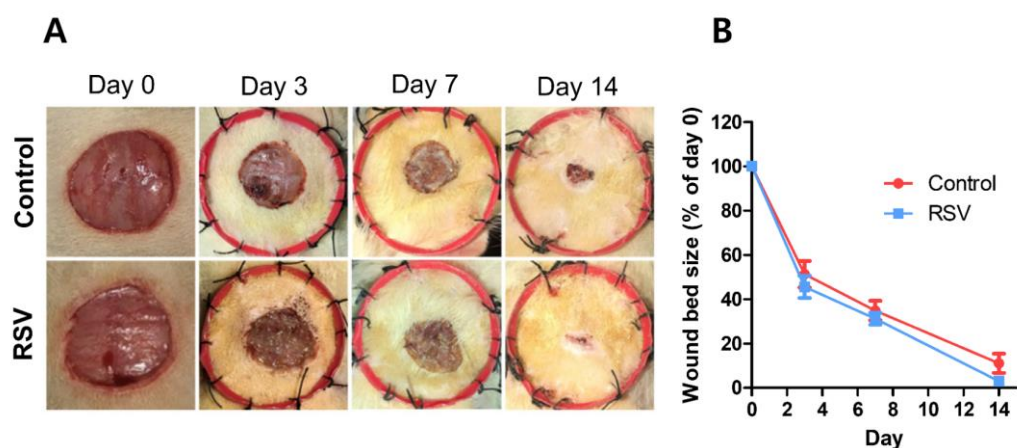 A
Day 0
Day 3
Day 7
Day 14
Control
RSV
B
Wound bed size (% of day 0)
120
100
80
60
40
20
0
Control
RSV
0
2
4
6
8
10
12
14
Day